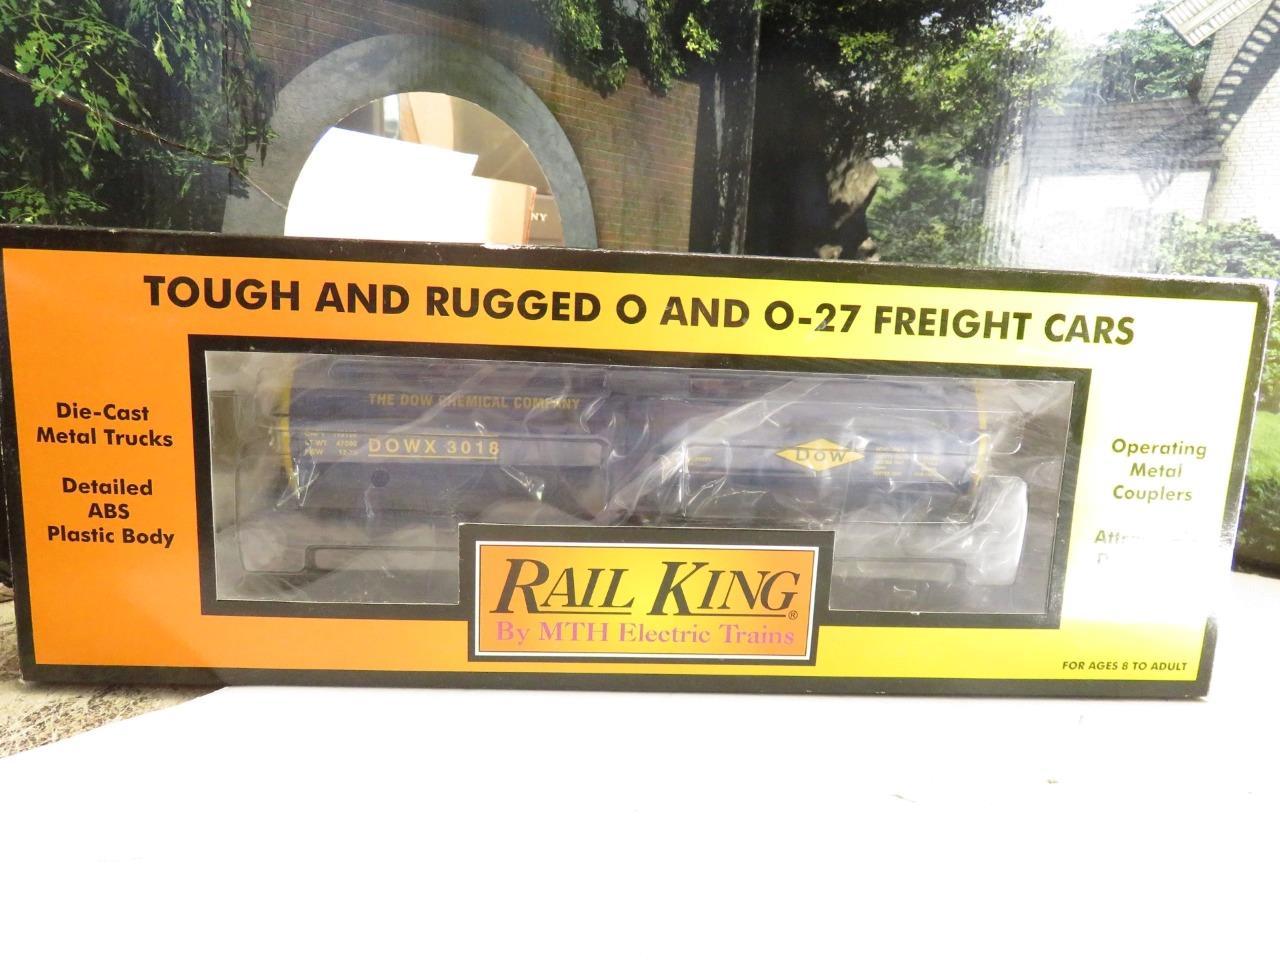 NY
TOUGH AND RUGGED O AND O-27 FREIGHT CARS
Die-Cast
Metal Trucks
Detailed
ABS
Plastic Body
THE DOW CHEMICAL COMPANY
DOWX 3018
DOW
Operating
Metal
Couplers
RAIL KING®
By MTH Electric Trains
FOR AGES 8 TO ADULT